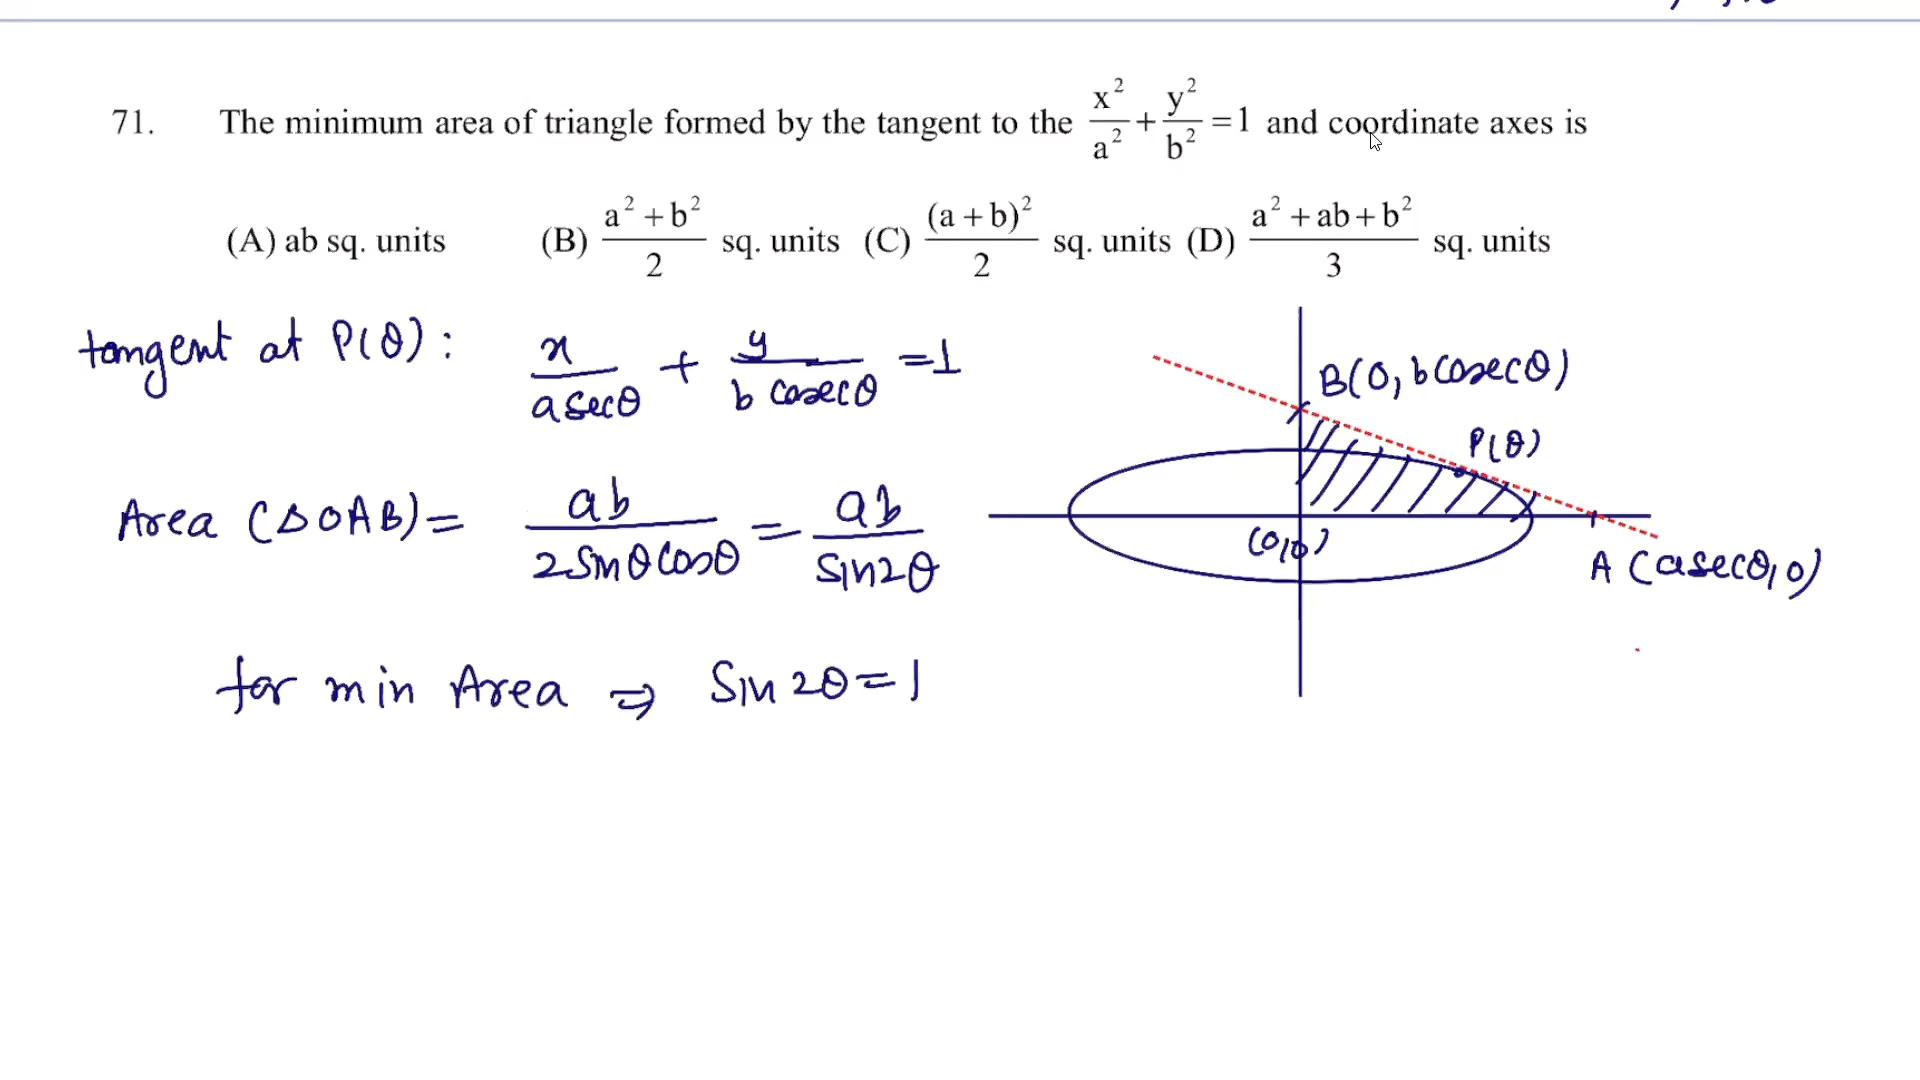 71. The minimum area of triangle formed by the tangent to the x²/a² + y²/b² = 1 and coordinate axes is
(A) ab sq. units (B) (a² + b²)/2 sq. units (C) (a + b)²/2 sq. units (D) (a² + ab + b²)/3 sq. units
tangent at P(θ) : x/(a secθ) + y/(b cosecθ) = 1
B(0, b cosecθ)
P(θ)
Area (ΔOAB) = ab/(2 sinθ cosθ) = ab/sin2θ
(0,0)
A (a secθ, 0)
for min Area ⇒ Sin 2θ = 1